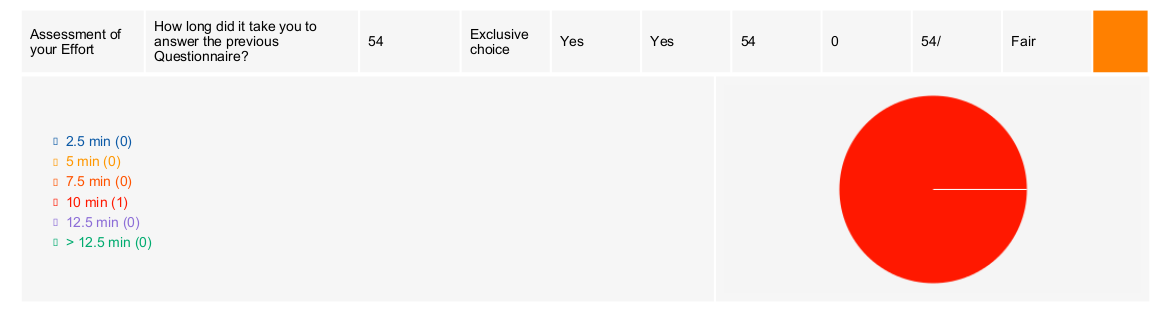 Assessment of
your Effort
How long did it take you to
answer the previous
Questionnaire?
54
Exclusive
choice
Yes
Yes
54
0
54/
Fair
2.5 min (0)
5 min (0)
7.5 min (0)
10 min (1)
12.5 min (0)
> 12.5 min (0)